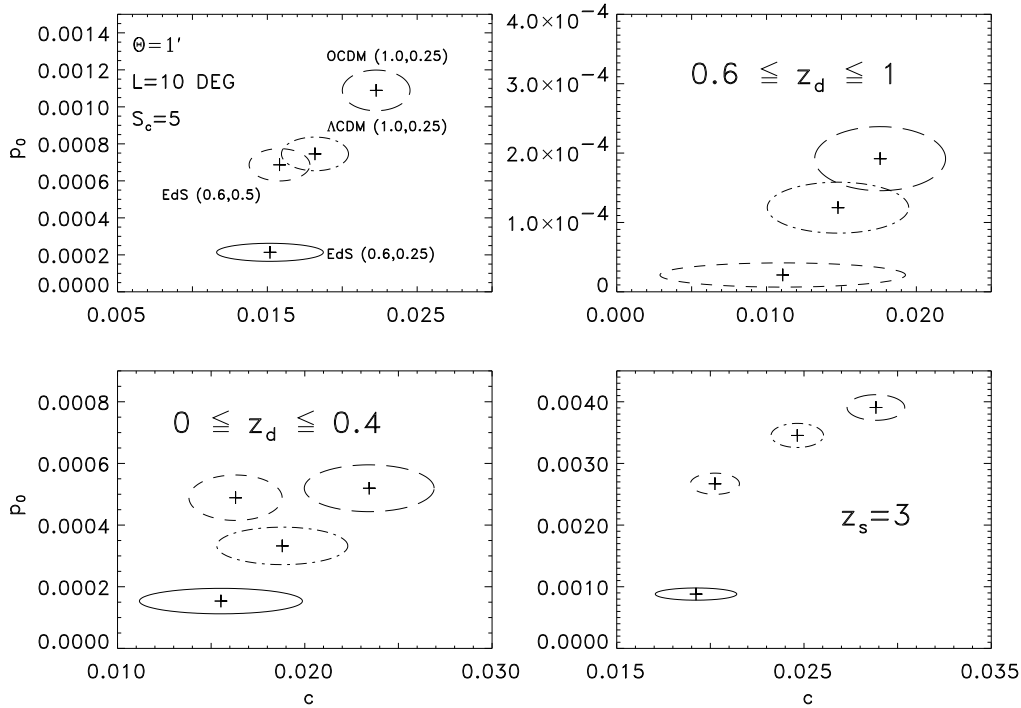 0.0014
0.0012
0.0010
0.0008
0.0006
0.0004
0.0002
0.0000
p₀
Θ=1′
L=10 DEG
S_c=5
OCDM (1.0,0.25)
ΛCDM (1.0,0.25)
EdS (0.6,0.5)
EdS (0.6,0.25)
0.005 0.015 0.025
4.0×10⁻⁴
3.0×10⁻⁴
2.0×10⁻⁴
1.0×10⁻⁴
0
0.6 ≦ z_d ≦ 1
0.000 0.010 0.020
0.0008
0.0006
0.0004
0.0002
0.0000
p₀
0 ≦ z_d ≦ 0.4
0.010 0.020 0.030
c
0.0040
0.0030
0.0020
0.0010
0.0000
z_s=3
0.015 0.025 0.035
c